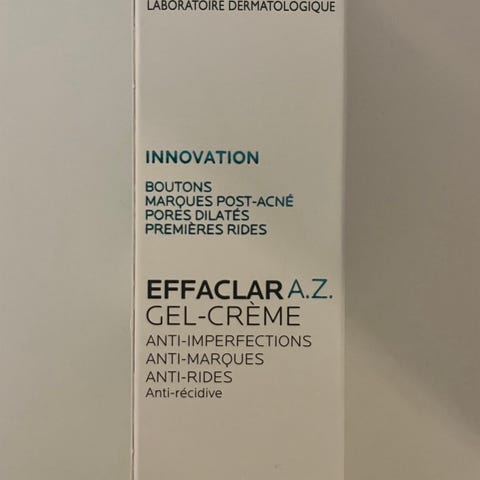 LABORATOIRE DERMATOLOGIQUE
INNOVATION
BOUTONS
MARQUES POST-ACNÉ
PORES DILATÉS
PREMIÈRES RIDES
EFFACLAR A.Z.
GEL-CRÈME
ANTI-IMPERFECTIONS
ANTI-MARQUES
ANTI-RIDES
Anti-récidive